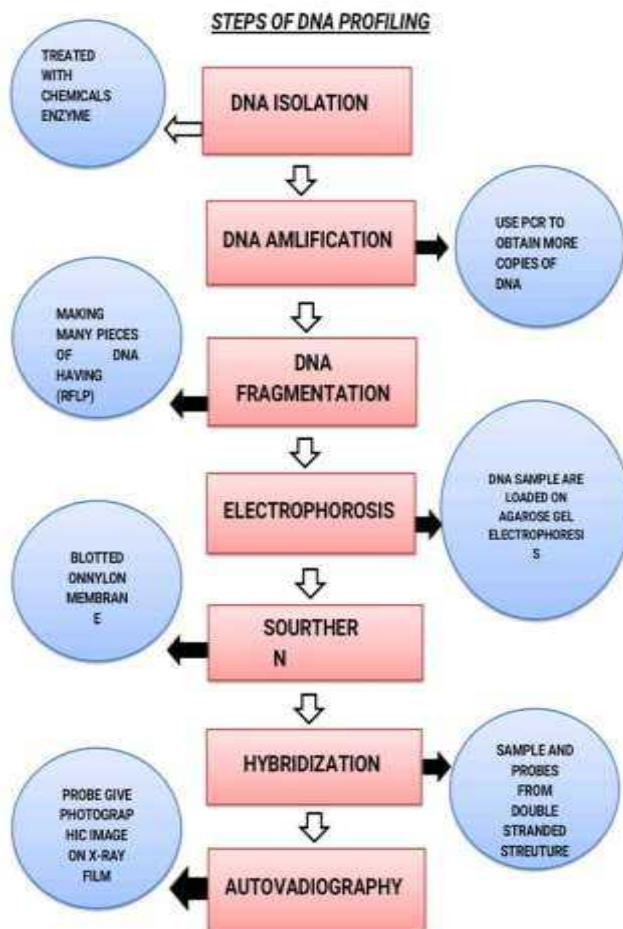 STEPS OF DNA PROFILING
TREATED
WITH
CHEMICALS
ENZYME
DNA ISOLATION
DNA AMLIFICATION
USE PCR TO
OBTAIN MORE
COPIES OF
DNA
MAKING
MANY PIECES
OF DNA
HAVING
(RFLP)
DNA
FRAGMENTATION
ELECTROPHOROSIS
DNA SAMPLE ARE
LOADED ON
AGAROSE GEL
ELECTROPHORESI
S
BLOTTED
ONNYLON
MEMBRAN
E
SOURTHER
N
HYBRIDIZATION
SAMPLE AND
PROBES
FROM
DOUBLE
STRANDED
STREUTURE
PROBE GIVE
PHOTOGRAP
HIC IMAGE
ON X-RAY
FILM
AUTOVADIOGRAPHY